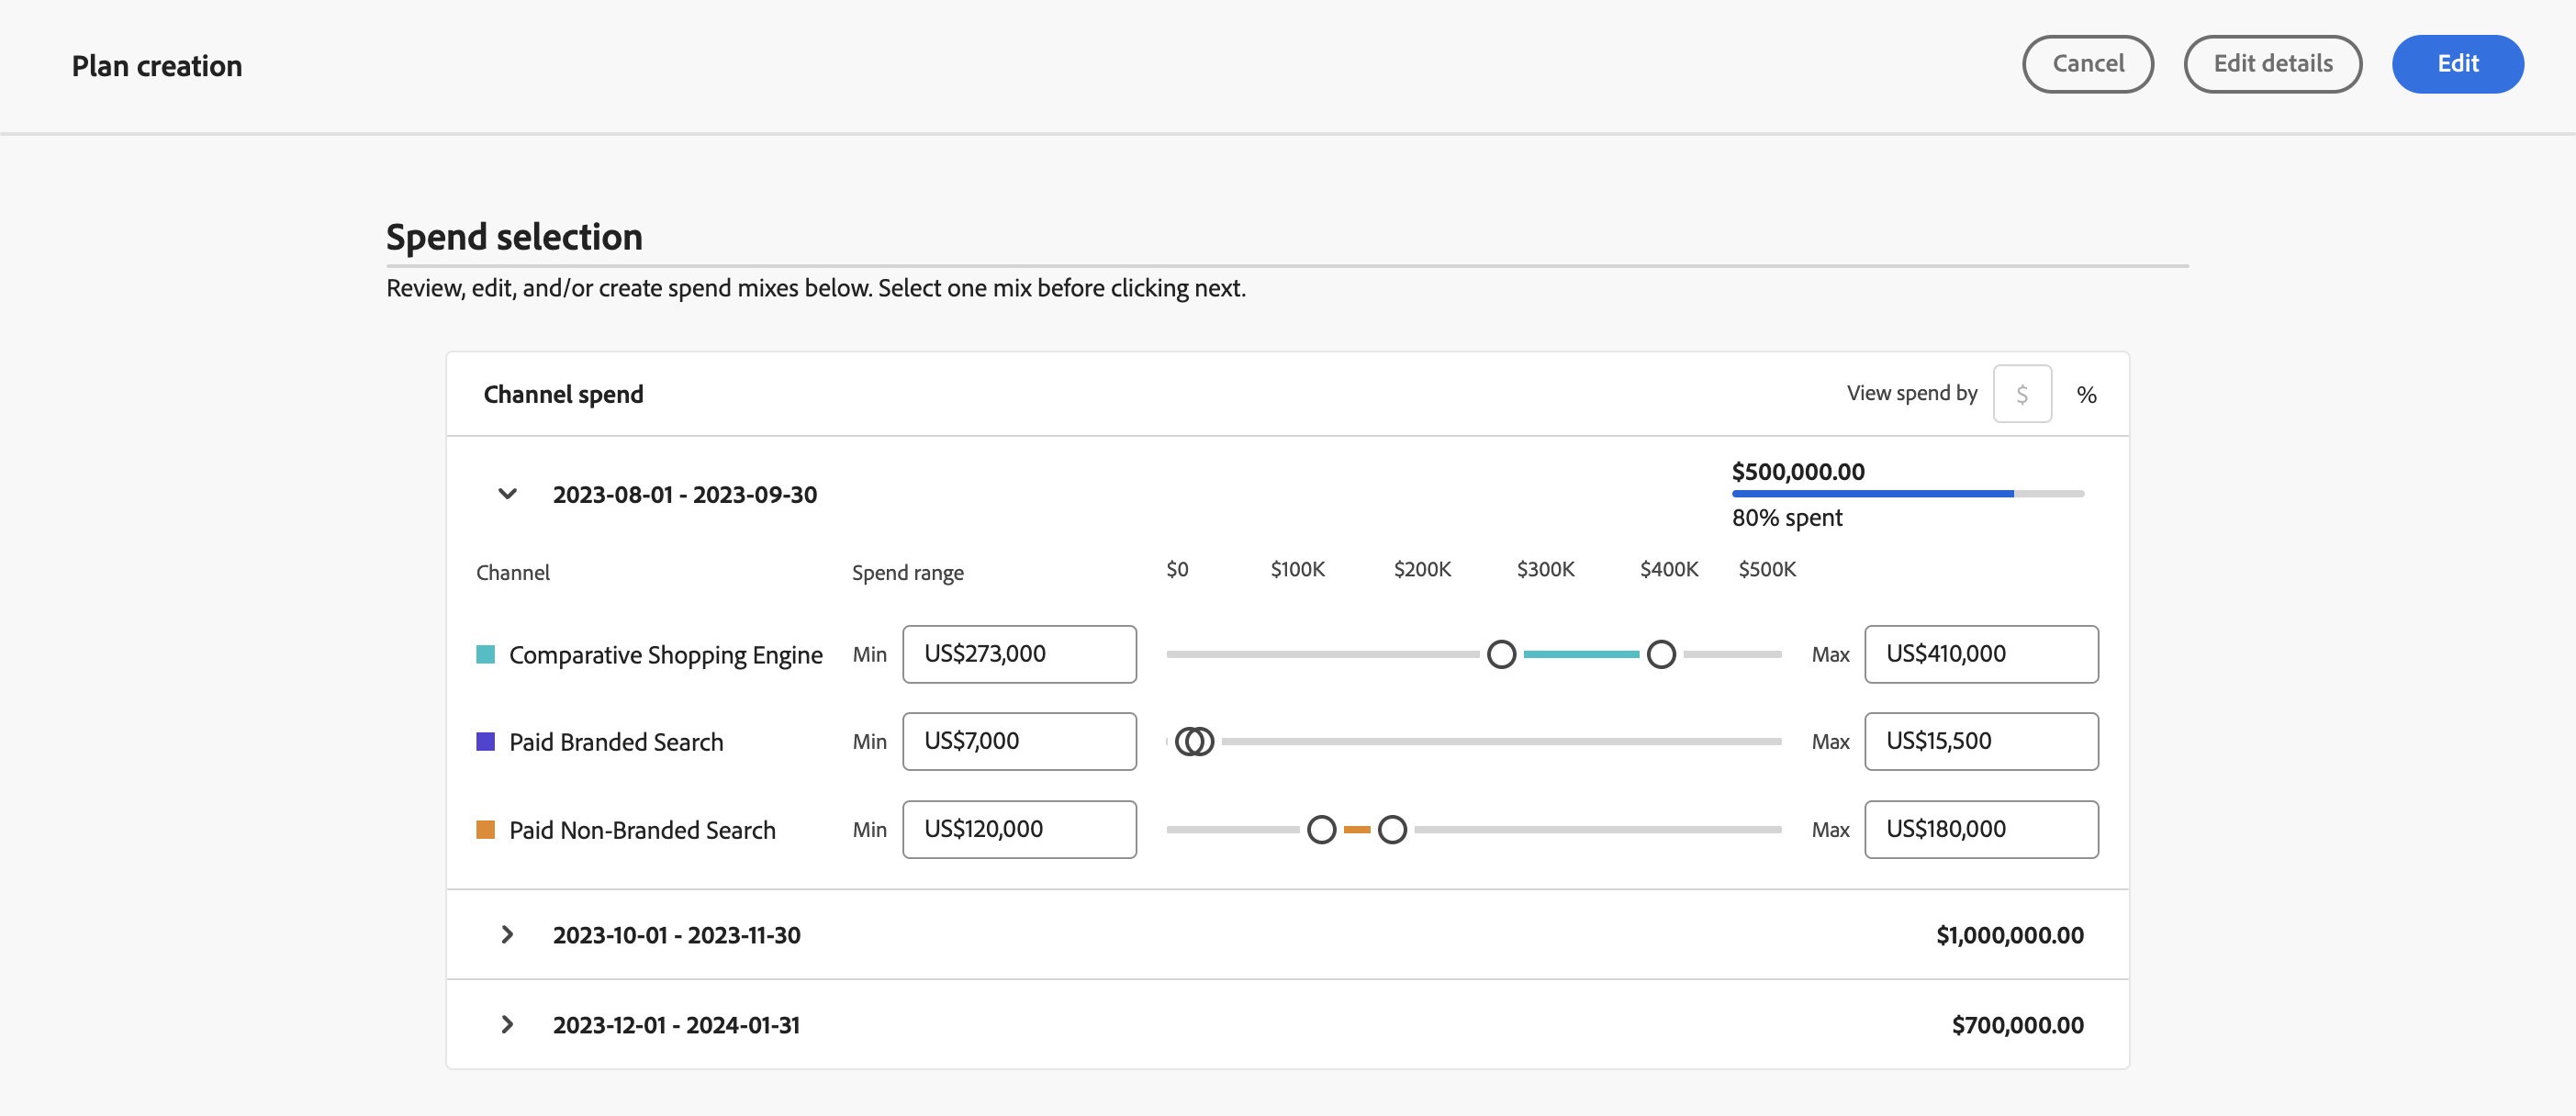 Plan creation
Cancel
Edit details
Edit
Spend selection
Review, edit, and/or create spend mixes below. Select one mix before clicking next.
Channel spend
View spend by
$
%
2023-08-01 - 2023-09-30
$500,000.00
80% spent
Channel
Spend range
$0
$100K
$200K
$300K
$400K
$500K
Comparative Shopping Engine
Min
US$273,000
Max
US$410,000
Paid Branded Search
Min
US$7,000
Max
US$15,500
Paid Non-Branded Search
Min
US$120,000
Max
US$180,000
2023-10-01 - 2023-11-30
$1,000,000.00
2023-12-01 - 2024-01-31
$700,000.00